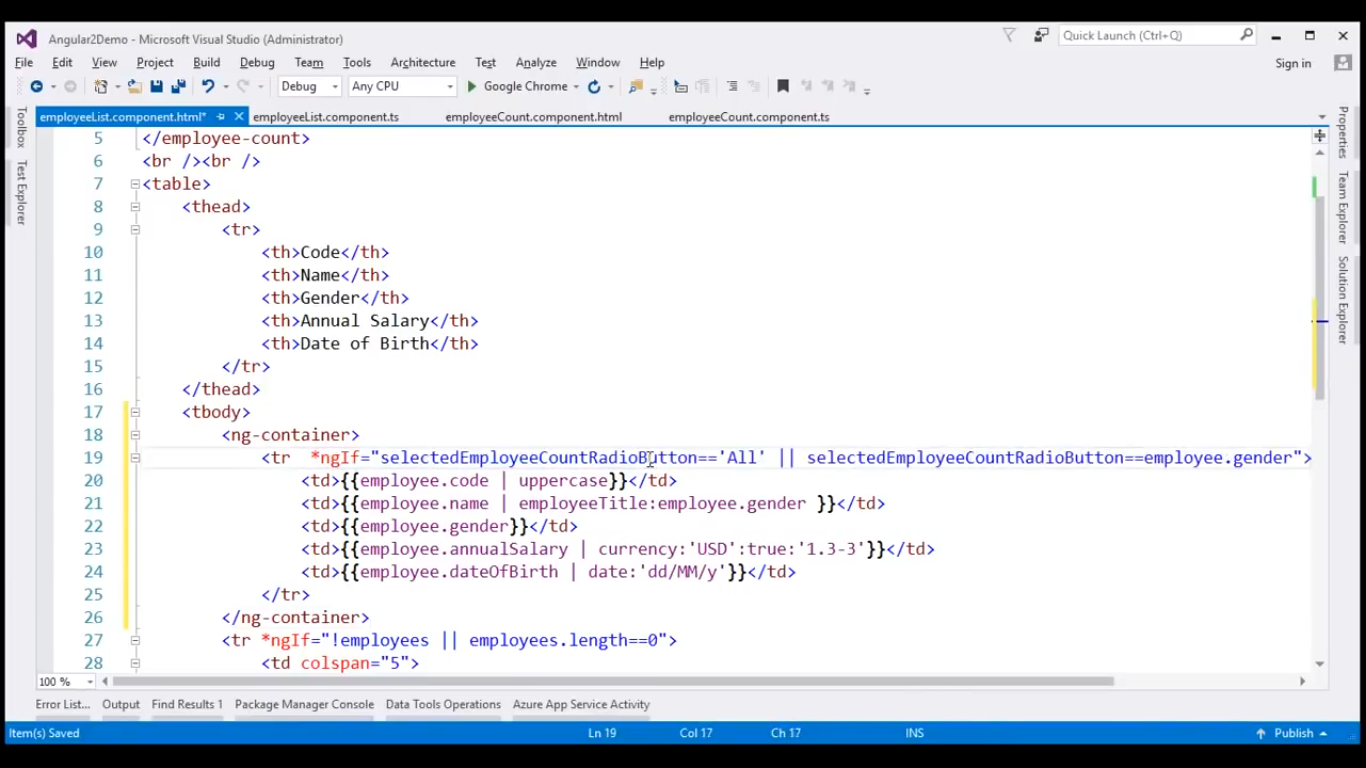 Angular2Demo - Microsoft Visual Studio (Administrator)
Quick Launch (Ctrl+Q)
File Edit View Project Build Debug Team Tools Architecture Test Analyze Window Help
Sign in
Debug Any CPU Google Chrome
employeeList.component.html* employeeList.component.ts employeeCount.component.html employeeCount.component.ts
Toolbox
Test Explorer
Properties
Team Explorer
Solution Explorer
5 </employee-count>
6 <br /><br />
7 <table>
8 <thead>
9 <tr>
10 <th>Code</th>
11 <th>Name</th>
12 <th>Gender</th>
13 <th>Annual Salary</th>
14 <th>Date of Birth</th>
15 </tr>
16 </thead>
17 <tbody>
18 <ng-container>
19 <tr  *ngIf="selectedEmployeeCountRadioButton=='All' || selectedEmployeeCountRadioButton==employee.gender">
20 <td>{{employee.code | uppercase}}</td>
21 <td>{{employee.name | employeeTitle:employee.gender }}</td>
22 <td>{{employee.gender}}</td>
23 <td>{{employee.annualSalary | currency:'USD':true:'1.3-3'}}</td>
24 <td>{{employee.dateOfBirth | date:'dd/MM/y'}}</td>
25 </tr>
26 </ng-container>
27 <tr *ngIf="!employees || employees.length==0">
28 <td colspan="5">
100 %
Error List... Output Find Results 1 Package Manager Console Data Tools Operations Azure App Service Activity
Item(s) Saved Ln 19 Col 17 Ch 17 INS Publish